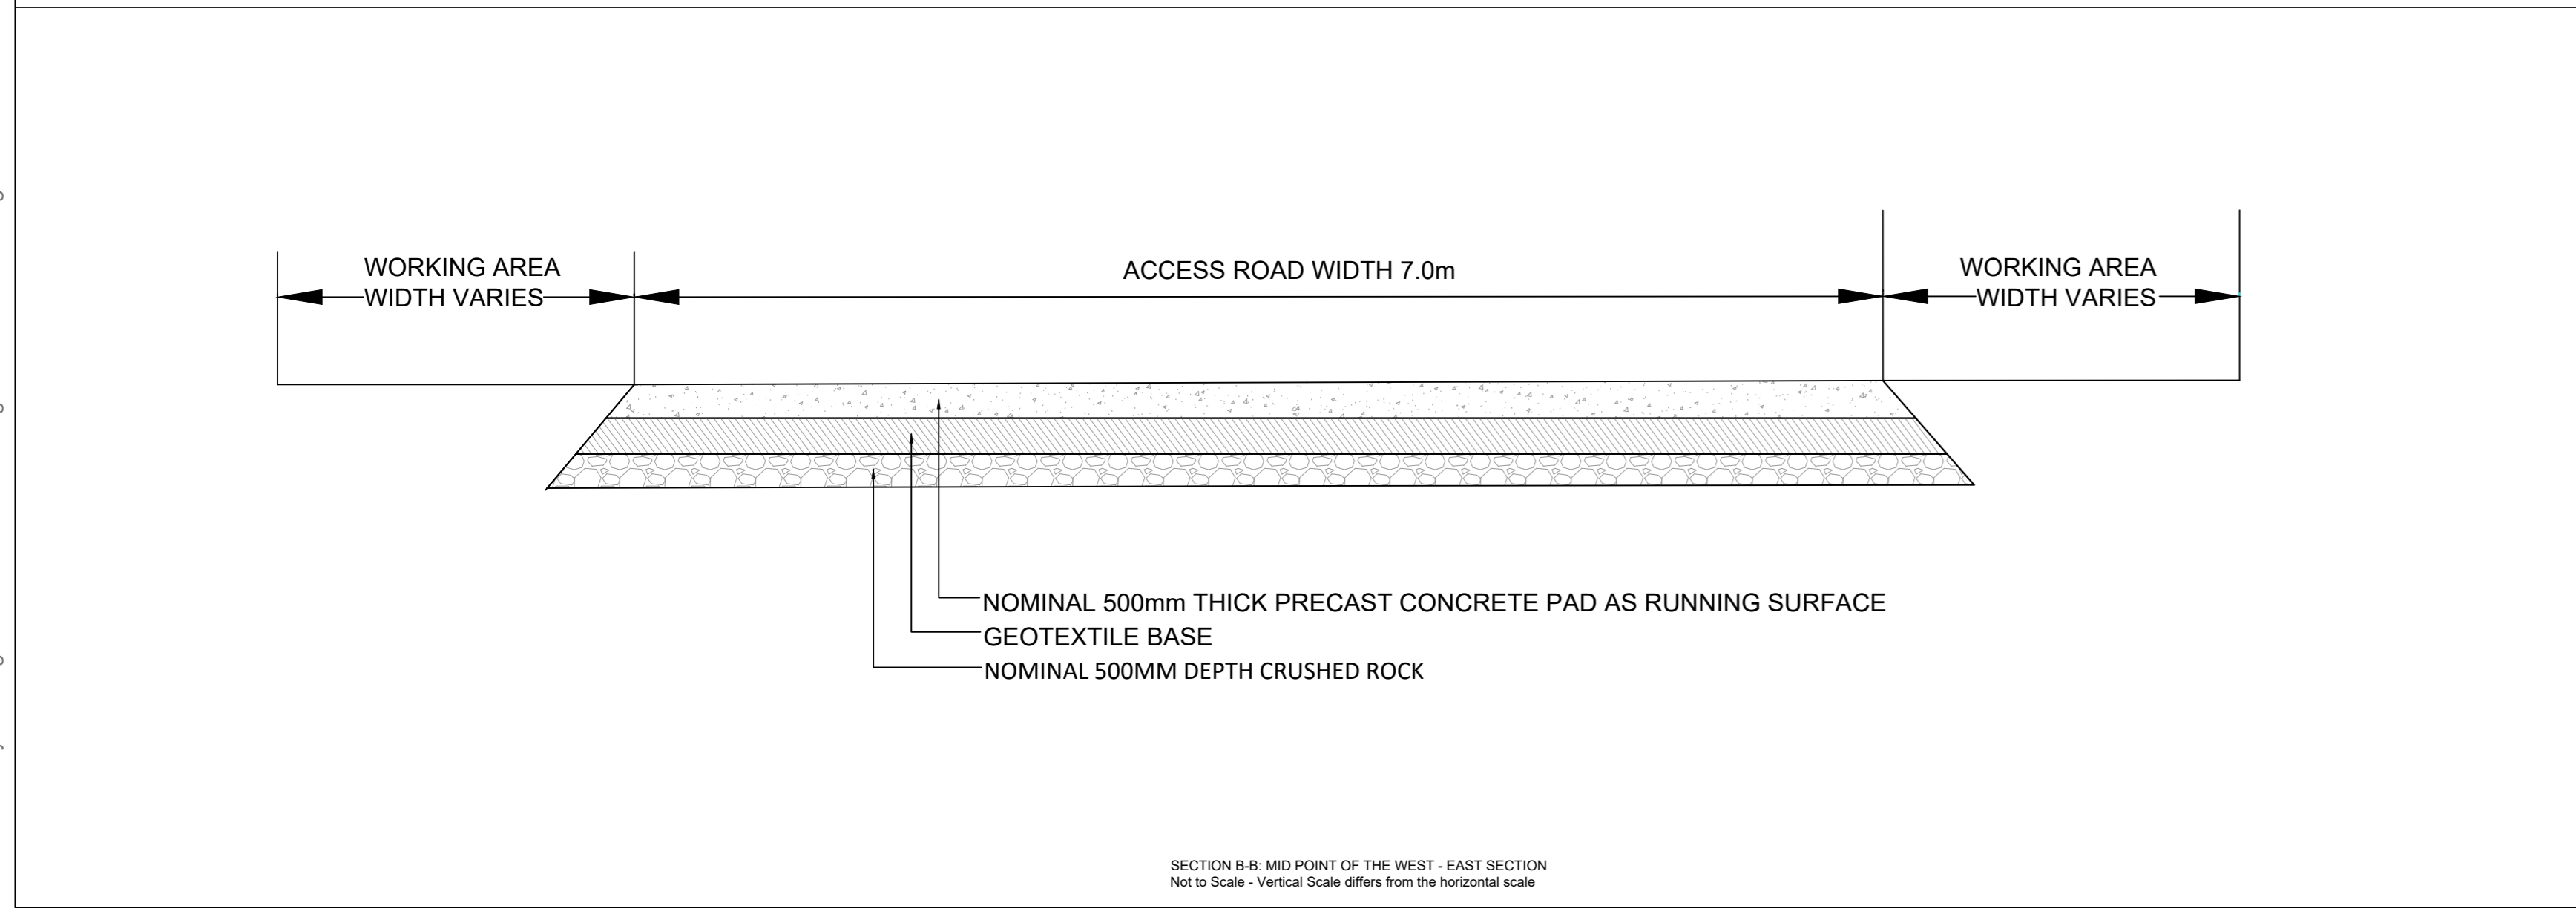 WORKING AREA
WIDTH VARIES
ACCESS ROAD WIDTH 7.0m
WORKING AREA
WIDTH VARIES
NOMINAL 500mm THICK PRECAST CONCRETE PAD AS RUNNING SURFACE
GEOTEXTILE BASE
NOMINAL 500MM DEPTH CRUSHED ROCK
SECTION B-B: MID POINT OF THE WEST - EAST SECTION
Not to Scale - Vertical Scale differs from the horizontal scale